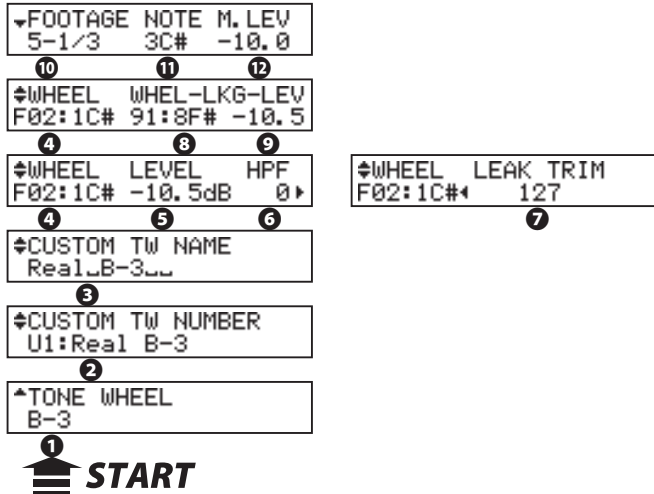 FOOTAGE NOTE M.LEV
5-1/3 3C# -10.0
10 11 12
WHEEL WHEL-LKG-LEV
F02:1C# 91:8F# -10.5
4 8 9
WHEEL LEVEL HPF
F02:1C# -10.5dB 0
4 5 6
WHEEL LEAK TRIM
F02:1C# 127
7
CUSTOM TW NAME
Real␣B-3␣␣
3
CUSTOM TW NUMBER
U1:Real B-3
2
TONE WHEEL
B-3
1
START